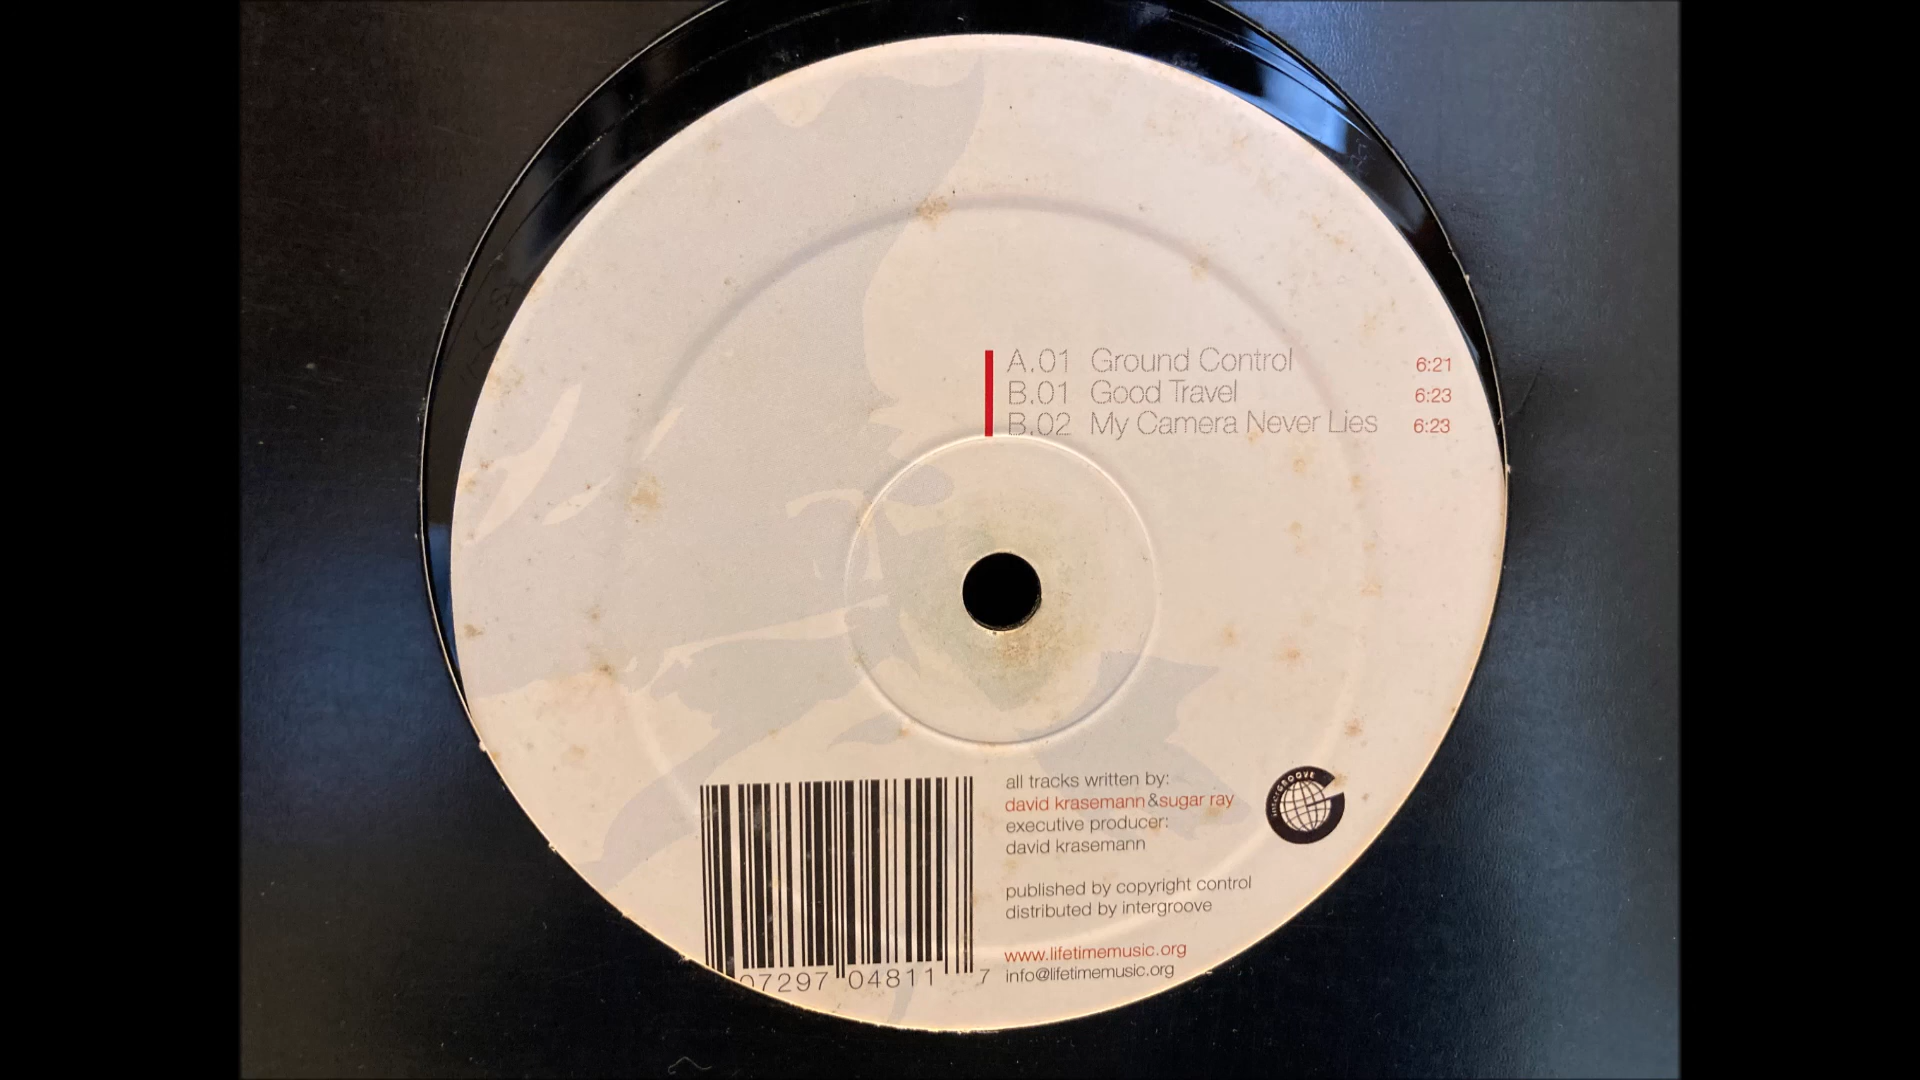 A.01 Ground Control 6:21
B.01 Good Travel 6:23
B.02 My Camera Never Lies 6:23
all tracks written by:
david krasemann&sugar ray
executive producer:
david krasemann
interGROOVE
published by copyright control
distributed by intergroove
www.lifetimemusic.org
info@lifetimemusic.org
07297 04811 7